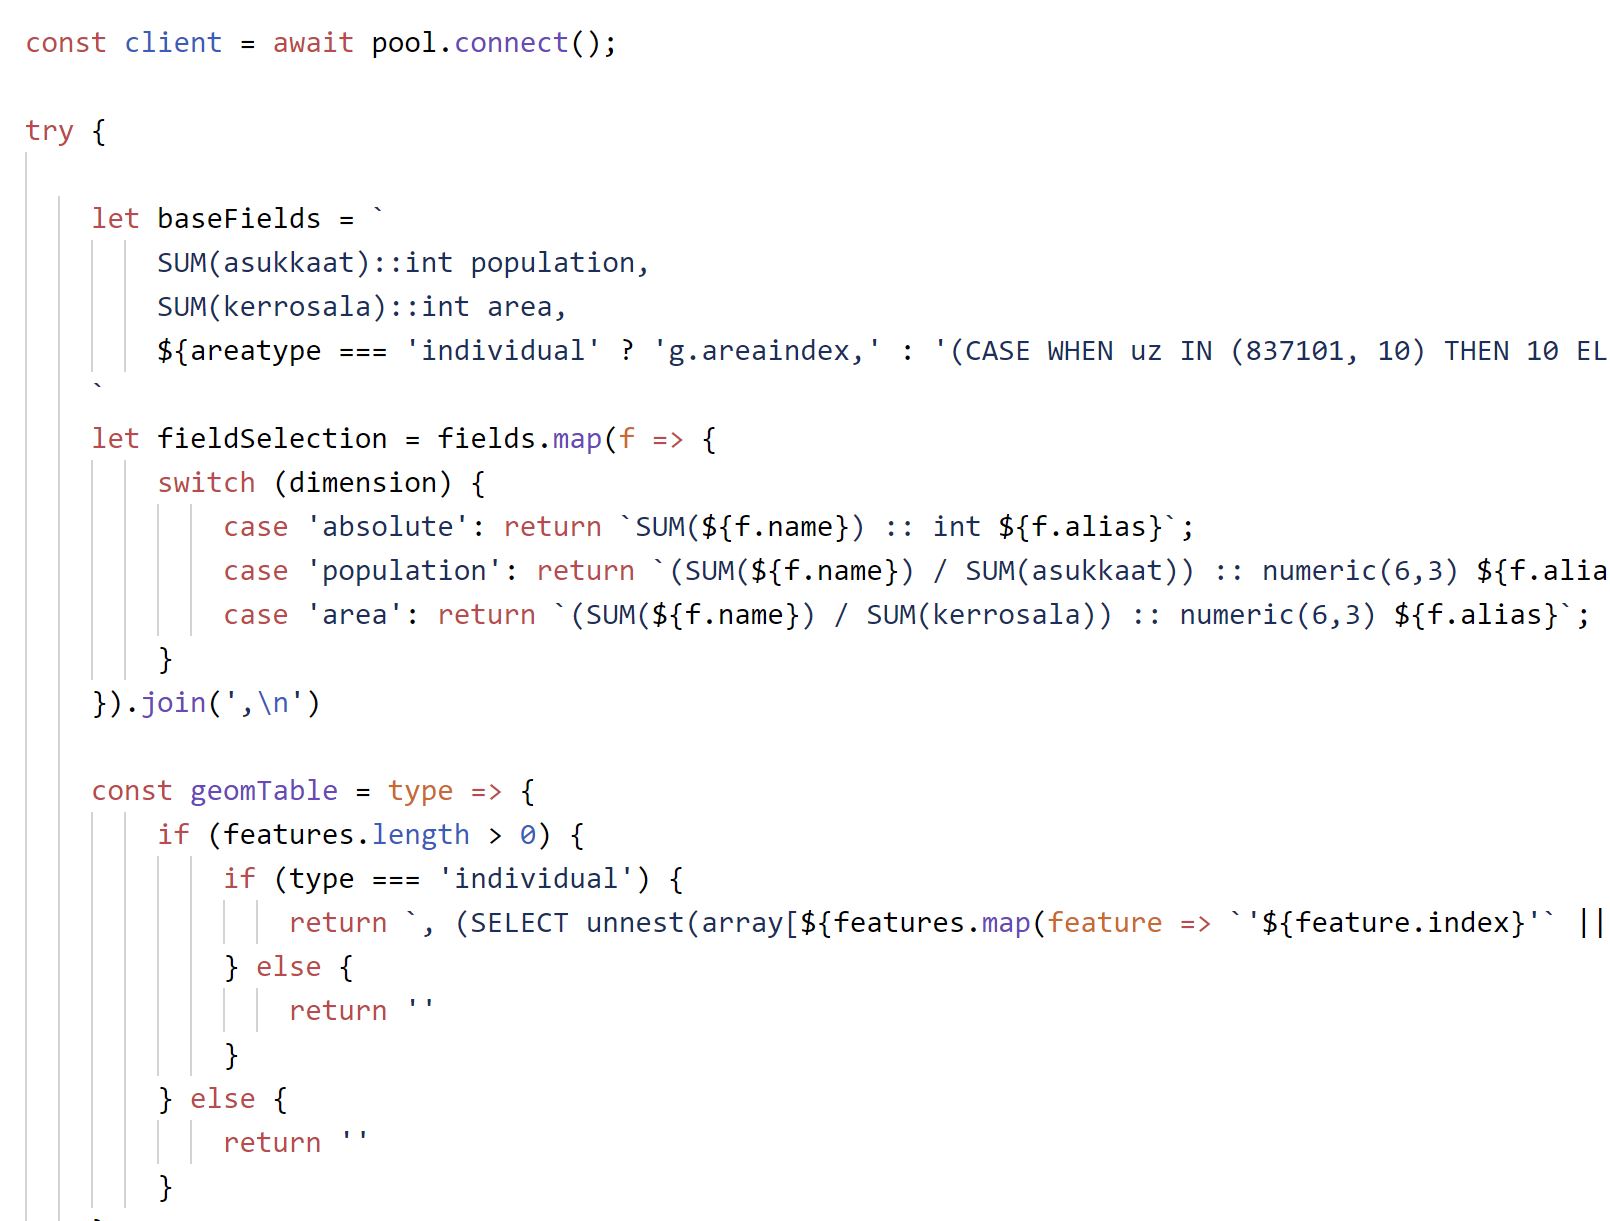 const client = await pool.connect();
try {
let baseFields = `
SUM(asukkaat)::int population,
SUM(kerrosala)::int area,
${areatype === 'individual' ? 'g.areaindex,' : '(CASE WHEN uz IN (837101, 10) THEN 10 EL
`
let fieldSelection = fields.map(f => {
switch (dimension) {
case 'absolute': return `SUM(${f.name}) :: int ${f.alias}`;
case 'population': return `(SUM(${f.name}) / SUM(asukkaat)) :: numeric(6,3) ${f.alia
case 'area': return `(SUM(${f.name}) / SUM(kerrosala)) :: numeric(6,3) ${f.alias}`;
}
}).join(',\n')
const geomTable = type => {
if (features.length > 0) {
if (type === 'individual') {
return `, (SELECT unnest(array[${features.map(feature => `'${feature.index}'` ||
} else {
return ''
}
} else {
return ''
}